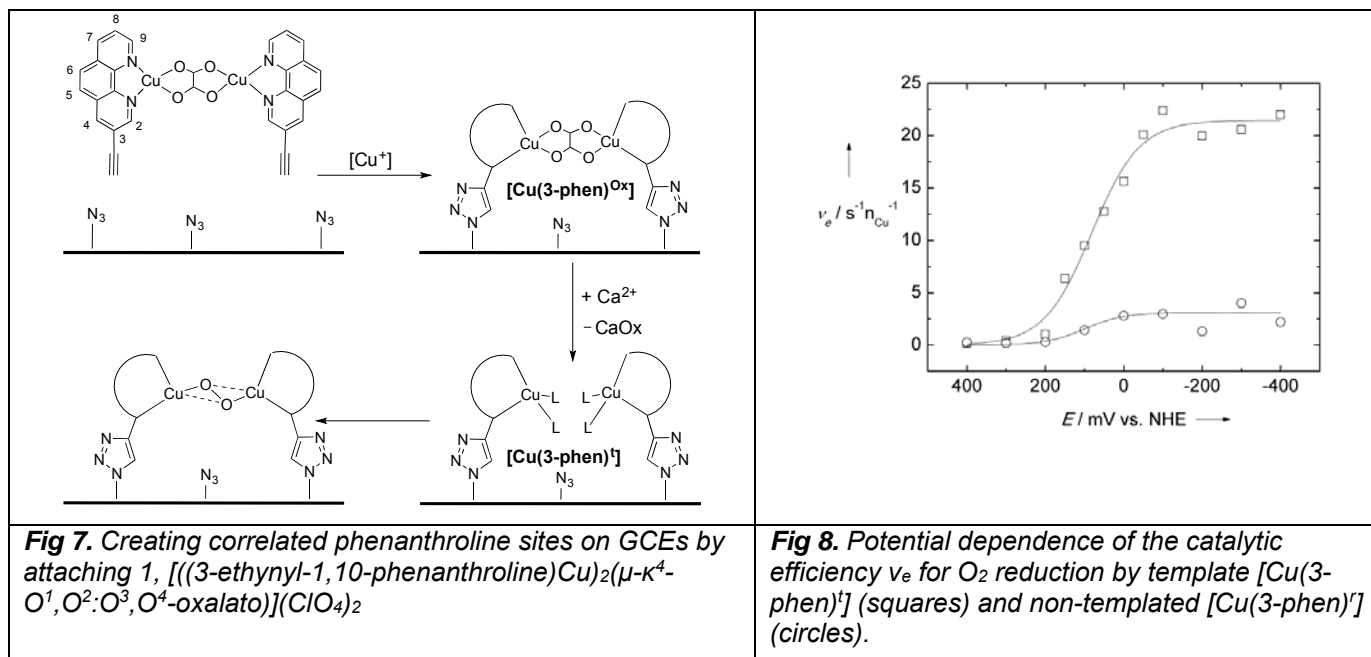 8
7
9
6
5
4
3
2
N
N
Cu
O
O
O
O
Cu
N
N
[Cu⁺]
N₃
N₃
N₃
Cu
O
O
O
O
Cu
[Cu(3-phen)ᴼˣ]
N
N
N
N₃
N
N
N
+ Ca²⁺
−CaOx
Cu
O
O
Cu
N
N
N
N₃
N
N
N
Cu
L
L
L
L
Cu
[Cu(3-phen)ᵗ]
N
N
N
N₃
N
N
N
25
20
15
10
5
0
νₑ / s⁻¹n_Cu⁻¹
400 200 0 -200 -400
E / mV vs. NHE
Fig 7. Creating correlated phenanthroline sites on GCEs by
attaching 1, [((3-ethynyl-1,10-phenanthroline)Cu)₂(μ-κ⁴-
O¹,O²:O³,O⁴-oxalato)](ClO₄)₂
Fig 8. Potential dependence of the catalytic
efficiency νₑ for O₂ reduction by template [Cu(3-
phen)ᵗ] (squares) and non-templated [Cu(3-phen)ʳ]
(circles).